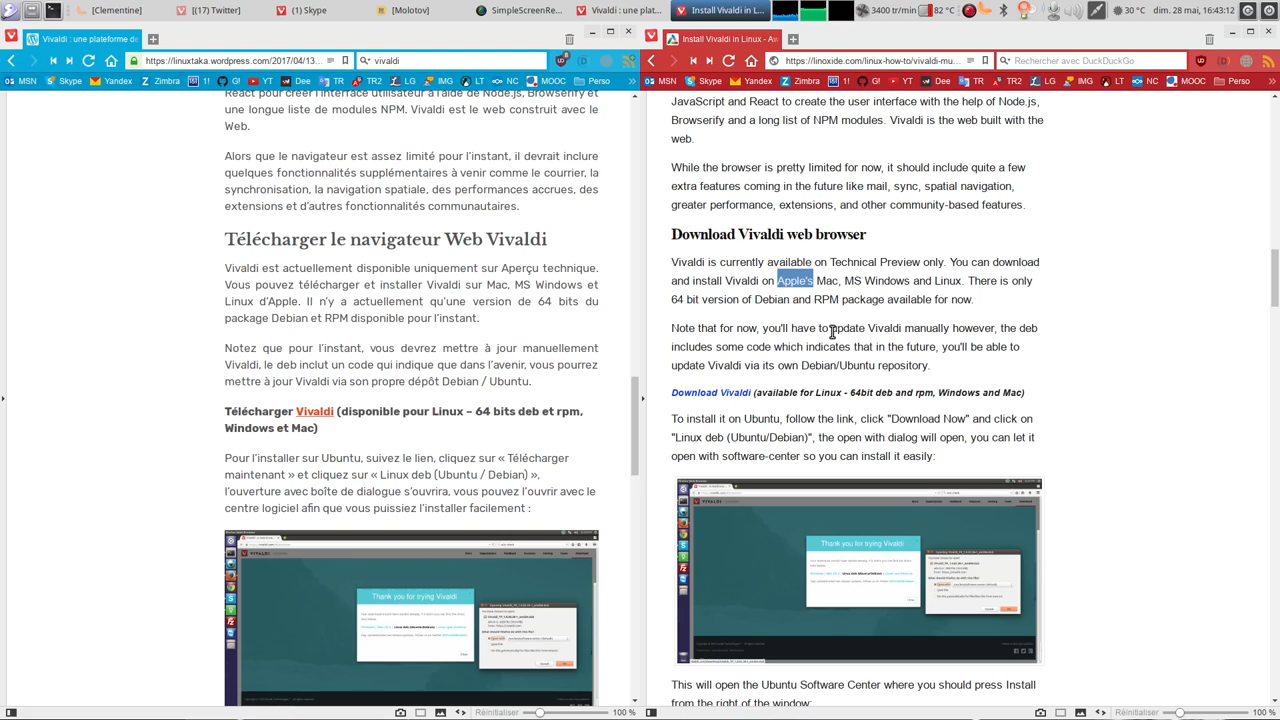 [Clementine]
[(17) Twitter]
(1) Skype
[Molotov]
SimpleScreenRe...
Vivaldi : une plat...
Install Vivaldi in L...
3400 tr/min
82 °C
30 °C
dim. 28 mai, 16:43
Vivaldi : une plateforme de
https://linuxtaka.wordpress.com/2017/04/13
vivaldi
MSN
Skype
Yandex
Zimbra
1!
G!
YT
Dee
TR
TR2
LG
IMG
LT
NC
MOOC
Perso
React pour créer l'interface utilisateur à l'aide de Node.js, Browserify et
une longue liste de modules NPM. Vivaldi est le web construit avec le
Web.
Alors que le navigateur est assez limité pour l'instant, il devrait inclure
quelques fonctionnalités supplémentaires à venir comme le courrier, la
synchronisation, la navigation spatiale, des performances accrues, des
extensions et d'autres fonctionnalités communautaires.
Télécharger le navigateur Web Vivaldi
Vivaldi est actuellement disponible uniquement sur Aperçu technique.
Vous pouvez télécharger et installer Vivaldi sur Mac, MS Windows et
Linux d'Apple. Il n'y a actuellement qu'une version de 64 bits du
package Debian et RPM disponible pour l'instant.
Notez que pour l'instant, vous devrez mettre à jour manuellement
Vivaldi, le deb inclut un code qui indique que dans l'avenir, vous pourrez
mettre à jour Vivaldi via son propre dépôt Debian / Ubuntu.
Télécharger Vivaldi (disponible pour Linux – 64 bits deb et rpm,
Windows et Mac)
Pour l'installer sur Ubuntu, suivez le lien, cliquez sur « Télécharger
maintenant » et cliquez sur « Linux deb (Ubuntu / Debian) »,
l'ouverture avec boîte de dialogue s'ouvrira, vous pouvez l'ouvrir avec le
centre logiciel afin que vous puissiez l'installer facilement :
Thank you for trying Vivaldi
Réinitialiser
100 %
Install Vivaldi in Linux - Aw
https://linoxide.com/linux-how-to/vivaldi-mu...
Rechercher avec DuckDuckGo
MSN
Skype
Yandex
Zimbra
1!
G!
YT
Dee
TR
TR2
LG
IMG
LT
NC
MOOC
Perso
JavaScript and React to create the user interface with the help of Node.js,
Browserify and a long list of NPM modules. Vivaldi is the web built with the
web.
While the browser is pretty limited for now, it should include quite a few
extra features coming in the future like mail, sync, spatial navigation,
greater performance, extensions, and other community-based features.
Download Vivaldi web browser
Vivaldi is currently available on Technical Preview only. You can download
and install Vivaldi on Apple's Mac, MS Windows and Linux. There is only
64 bit version of Debian and RPM package available for now.
Note that for now, you'll have to update Vivaldi manually however, the deb
includes some code which indicates that in the future, you'll be able to
update Vivaldi via its own Debian/Ubuntu repository.
Download Vivaldi (available for Linux - 64bit deb and rpm, Windows and Mac)
To install it on Ubuntu, follow the link, click "Download Now" and click on
"Linux deb (Ubuntu/Debian)", the open with dialog will open, you can let it
open with software-center so you can install it easily:
Thank you for trying Vivaldi
This will open the Ubuntu Software Center where you should press Install
from the right of the window:
Réinitialiser
100 %